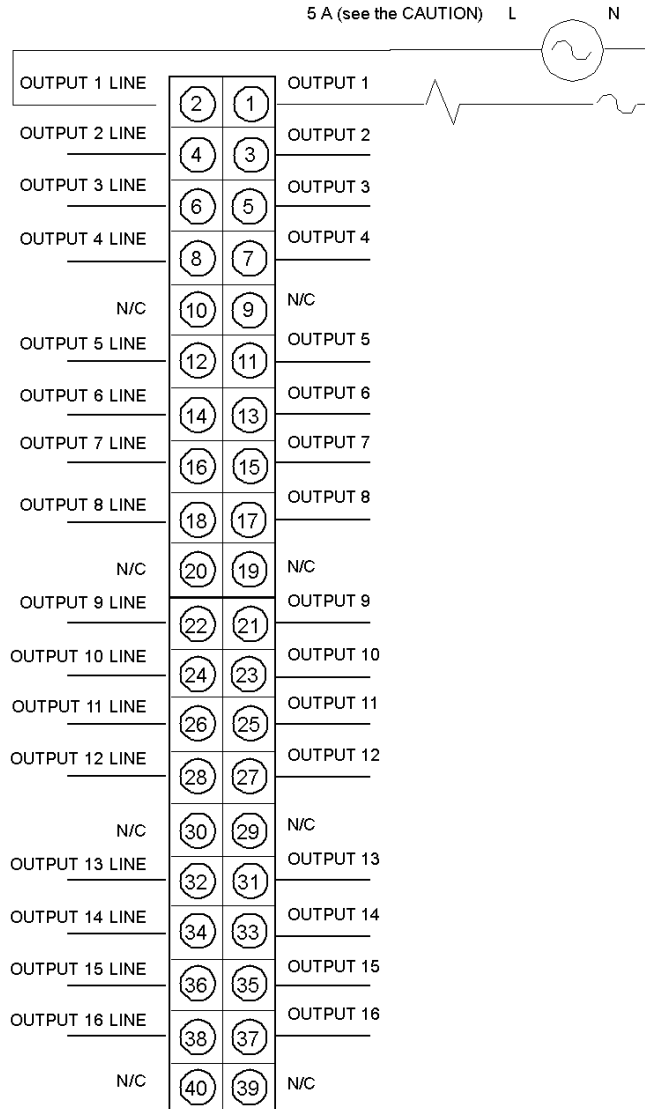 5 A (see the CAUTION) L N
OUTPUT 1 LINE 2 1 OUTPUT 1
OUTPUT 2 LINE 4 3 OUTPUT 2
OUTPUT 3 LINE 6 5 OUTPUT 3
OUTPUT 4 LINE 8 7 OUTPUT 4
N/C 10 9 N/C
OUTPUT 5 LINE 12 11 OUTPUT 5
OUTPUT 6 LINE 14 13 OUTPUT 6
OUTPUT 7 LINE 16 15 OUTPUT 7
OUTPUT 8 LINE 18 17 OUTPUT 8
N/C 20 19 N/C
OUTPUT 9 LINE 22 21 OUTPUT 9
OUTPUT 10 LINE 24 23 OUTPUT 10
OUTPUT 11 LINE 26 25 OUTPUT 11
OUTPUT 12 LINE 28 27 OUTPUT 12
N/C 30 29 N/C
OUTPUT 13 LINE 32 31 OUTPUT 13
OUTPUT 14 LINE 34 33 OUTPUT 14
OUTPUT 15 LINE 36 35 OUTPUT 15
OUTPUT 16 LINE 38 37 OUTPUT 16
N/C 40 39 N/C